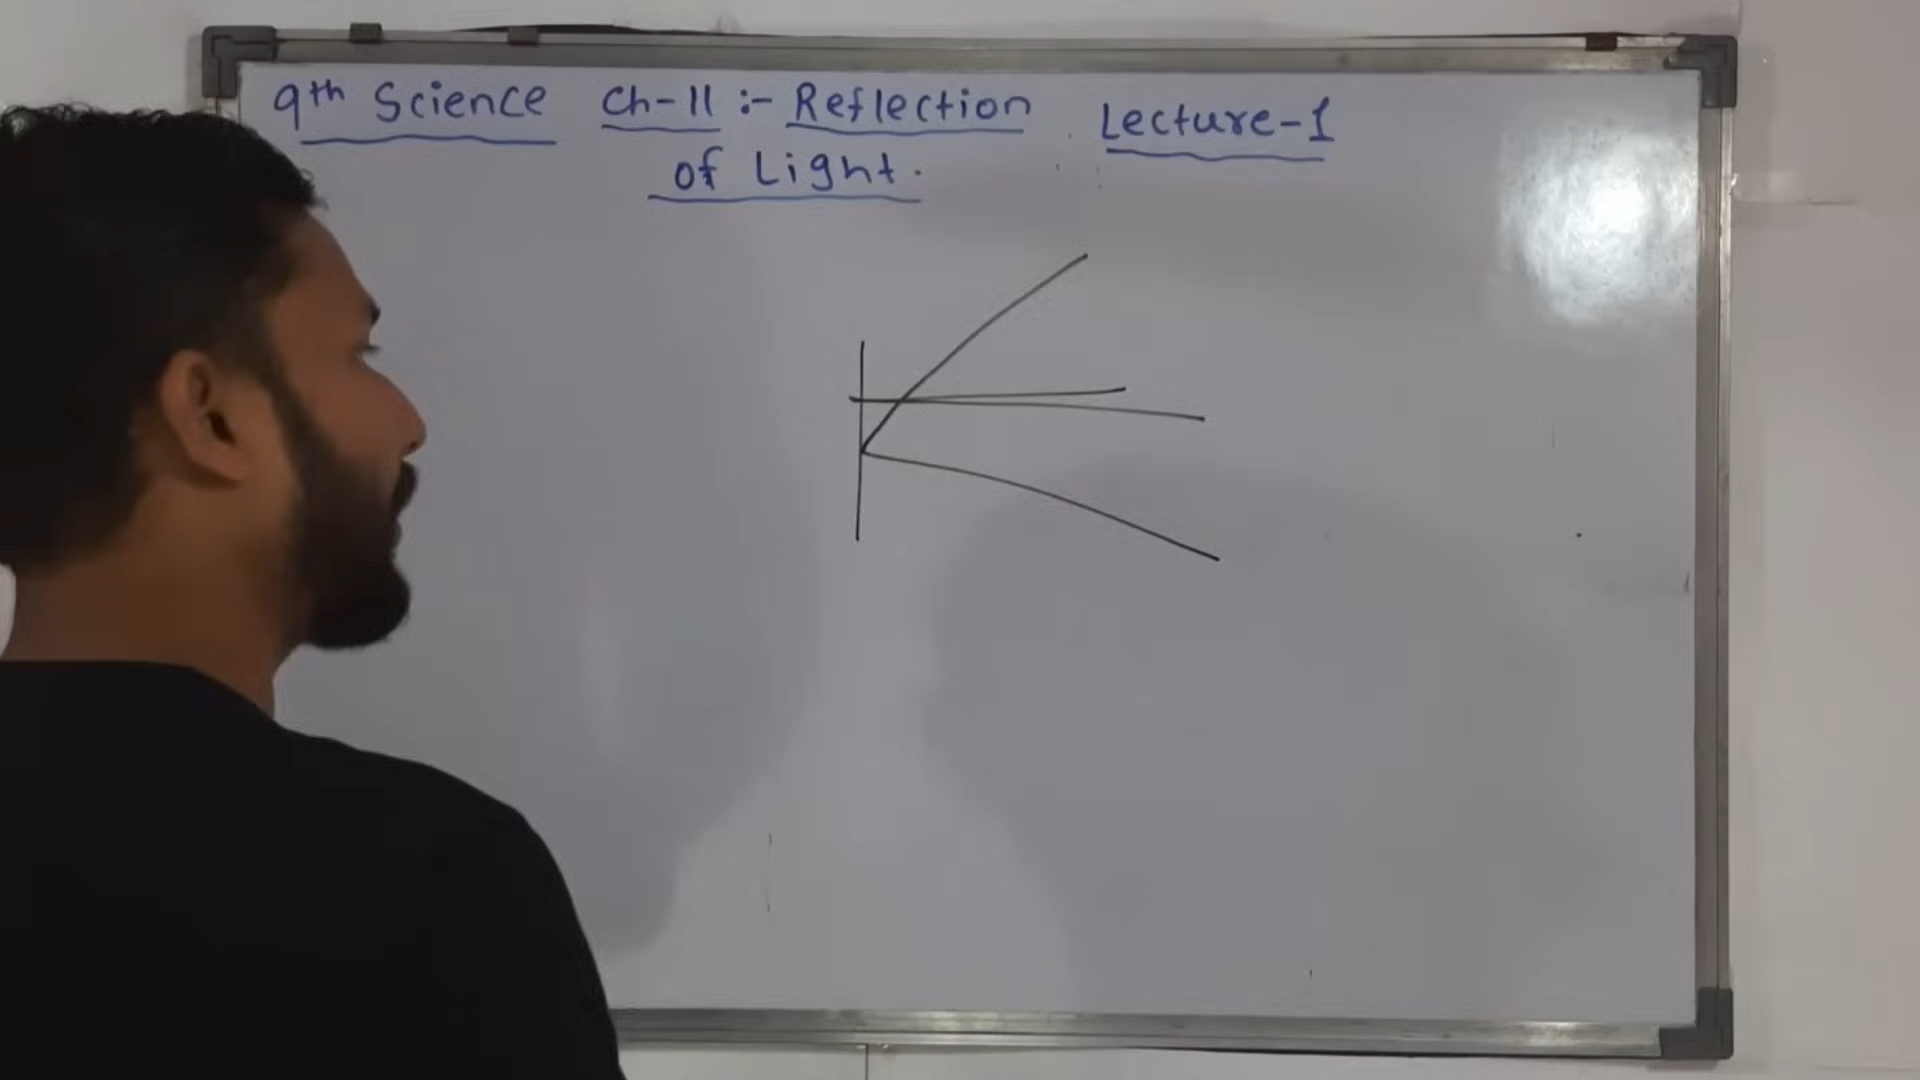 9th Science Ch-11 :- Reflection Lecture-1
of Light.